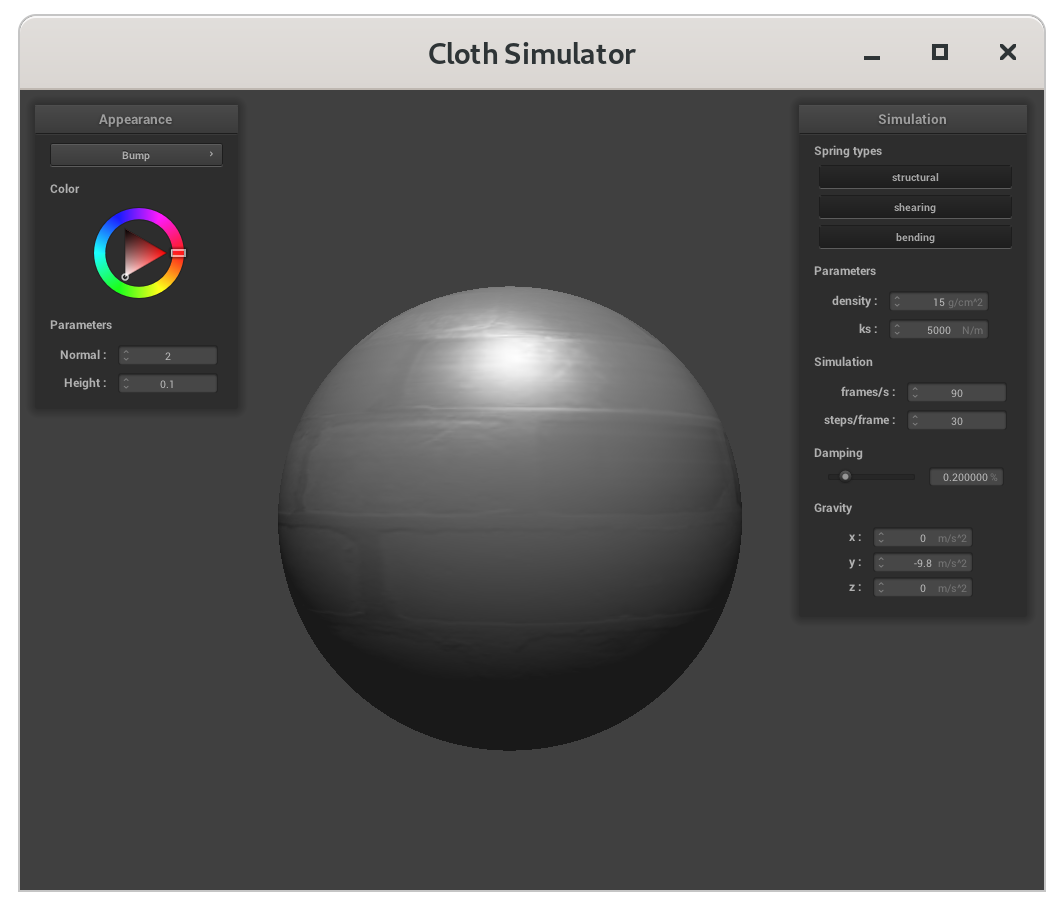 Cloth Simulator
Appearance
Bump
Color
Parameters
Normal : 2
Height : 0.1
Simulation
Spring types
structural
shearing
bending
Parameters
density : 15 g/cm^2
ks : 5000 N/m
Simulation
frames/s : 90
steps/frame : 30
Damping
0.200000 %
Gravity
x : 0 m/s^2
y : -9.8 m/s^2
z : 0 m/s^2